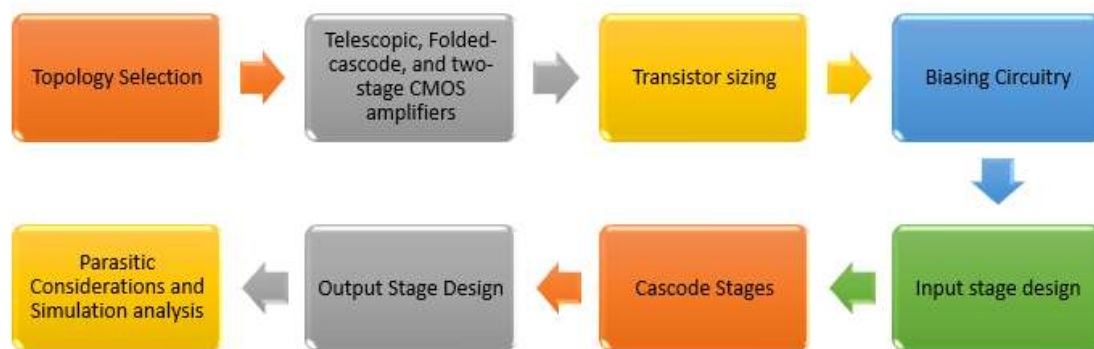 Topology Selection
Telescopic, Folded-
cascode, and two-
stage CMOS
amplifiers
Transistor sizing
Biasing Circuitry
Input stage design
Cascode Stages
Output Stage Design
Parasitic
Considerations and
Simulation analysis